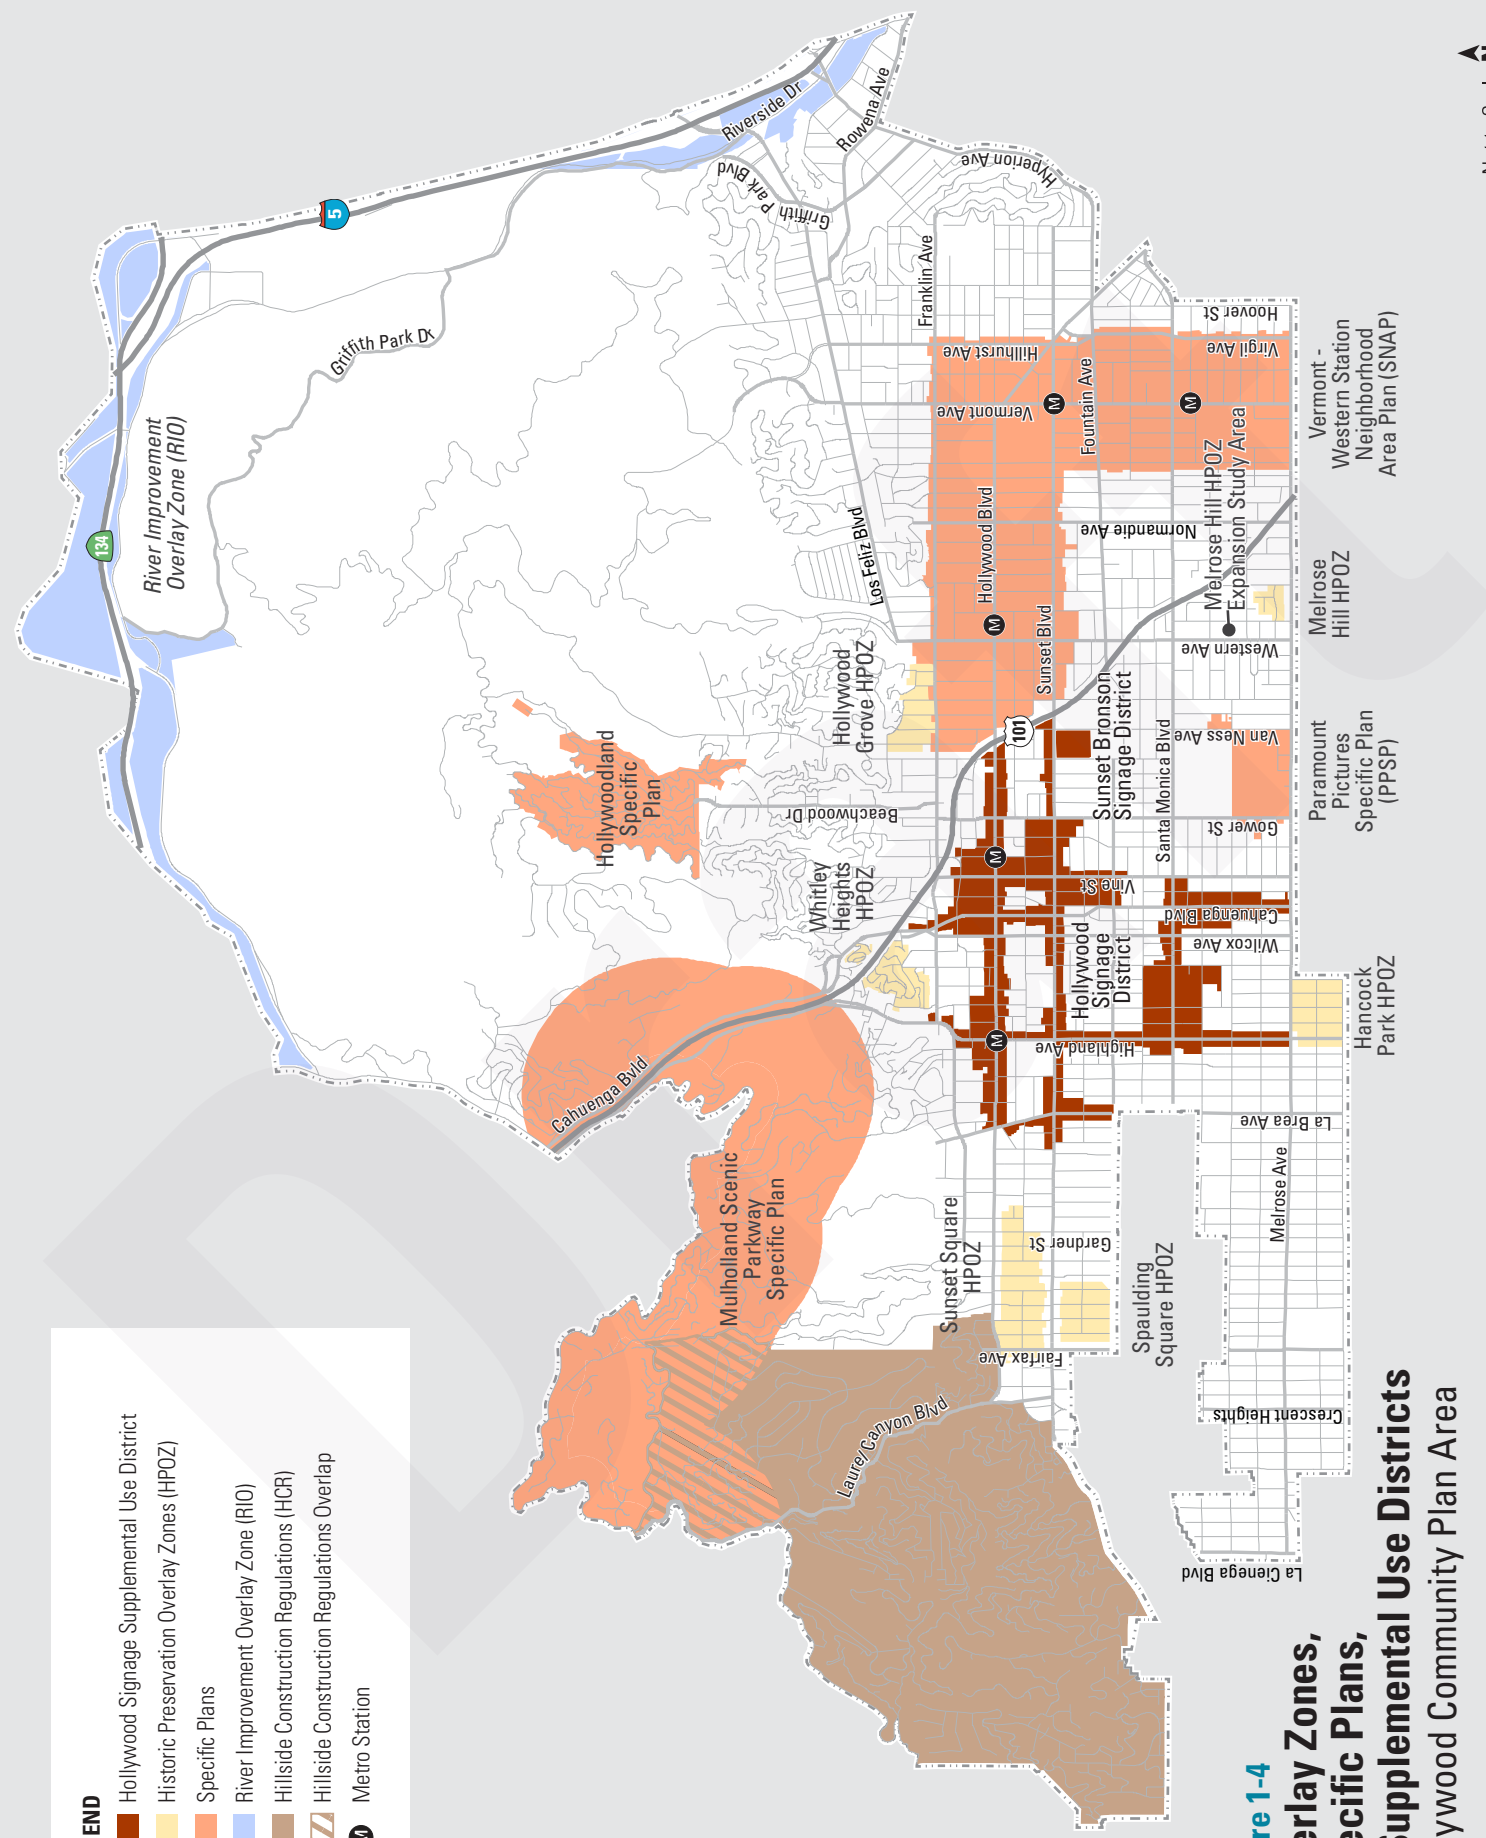 END
Hollywood Signage Supplemental Use District
Historic Preservation Overlay Zones (HPOZ)
Specific Plans
River Improvement Overlay Zone (RIO)
Hillside Construction Regulations (HCR)
Hillside Construction Regulations Overlap
M
Metro Station
re 1-4
erlay Zones,
ecific Plans,
Supplemental Use Districts
ywood Community Plan Area
River Improvement
Overlay Zone (RIO)
134
5
Griffith Park Dr
Riverside Dr
Rowena Ave
Griffith Park Blvd
Hyperion Ave
Franklin Ave
Los Feliz Blvd
Hillhurst Ave
Vermont Ave
Hollywood Blvd
Fountain Ave
Hoover St
Virgil Ave
M
M
M
M
M
Vermont -
Western Station
Neighborhood
Area Plan (SNAP)
Melrose Hill HPOZ
Expansion Study Area
Normandie Ave
Western Ave
Melrose
Hill HPOZ
Sunset Blvd
Hollywood
Grove HPOZ
101
Sunset Bronson
Signage District
Santa Monica Blvd
Van Ness Ave
Gower St
Paramount
Pictures
Specific Plan
(PPSP)
Hollywoodland
Specific
Plan
Beachwood Dr
Whitley
Heights
HPOZ
Vine St
Cahuenga Blvd
Wilcox Ave
Hollywood
Signage
District
Highland Ave
Hancock
Park HPOZ
Cahuenga Bvld
Mulholland Scenic
Parkway
Specific Plan
La Brea Ave
Melrose Ave
Sunset Square
HPOZ
Gardner St
Spaulding
Square HPOZ
Fairfax Ave
Laurel Canyon Blvd
Crescent Heights
La Cienega Blvd